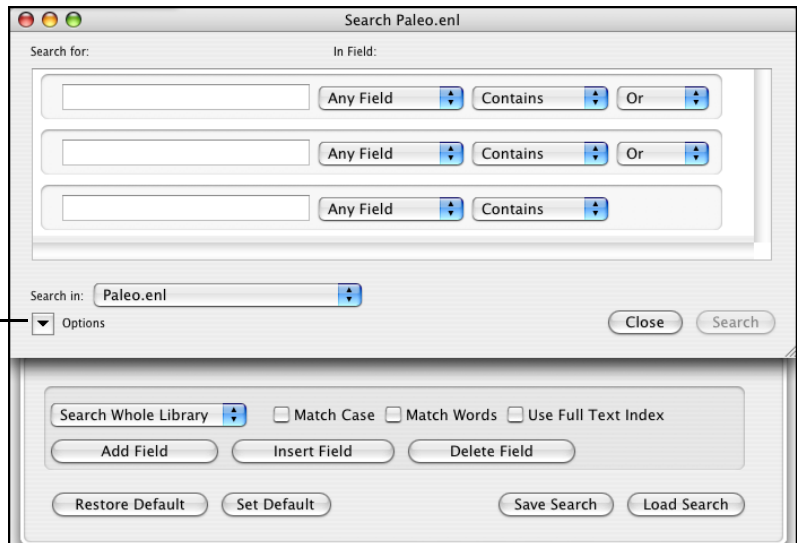 Search Paleo.enl
Search for: In Field:
Any Field Contains Or
Any Field Contains Or
Any Field Contains
Search in: Paleo.enl
Options Close Search
Search Whole Library Match Case Match Words Use Full Text Index
Add Field Insert Field Delete Field
Restore Default Set Default Save Search Load Search